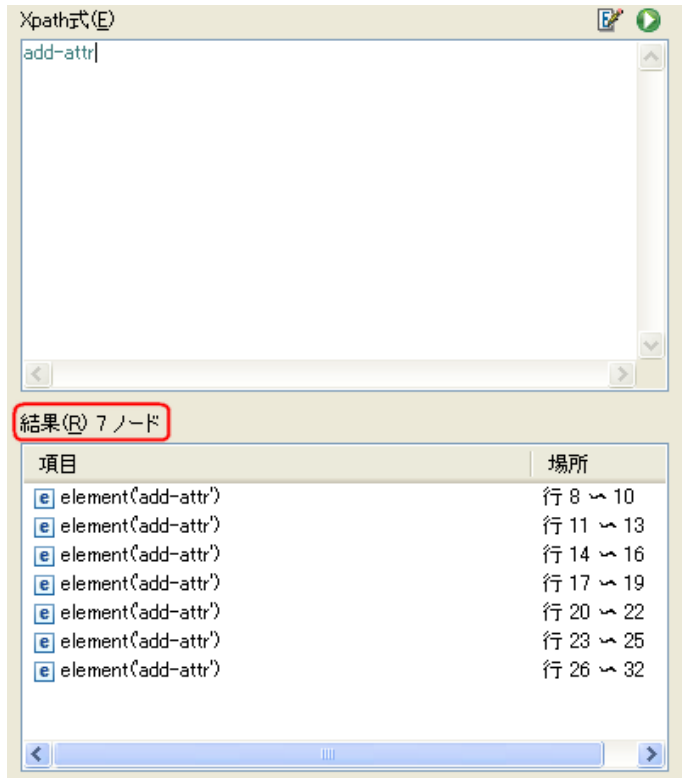 Xpath式(E)
add-attr
結果(R) 7 ノード
項目 場所
element('add-attr') 行 8 ～ 10
element('add-attr') 行 11 ～ 13
element('add-attr') 行 14 ～ 16
element('add-attr') 行 17 ～ 19
element('add-attr') 行 20 ～ 22
element('add-attr') 行 23 ～ 25
element('add-attr') 行 26 ～ 32